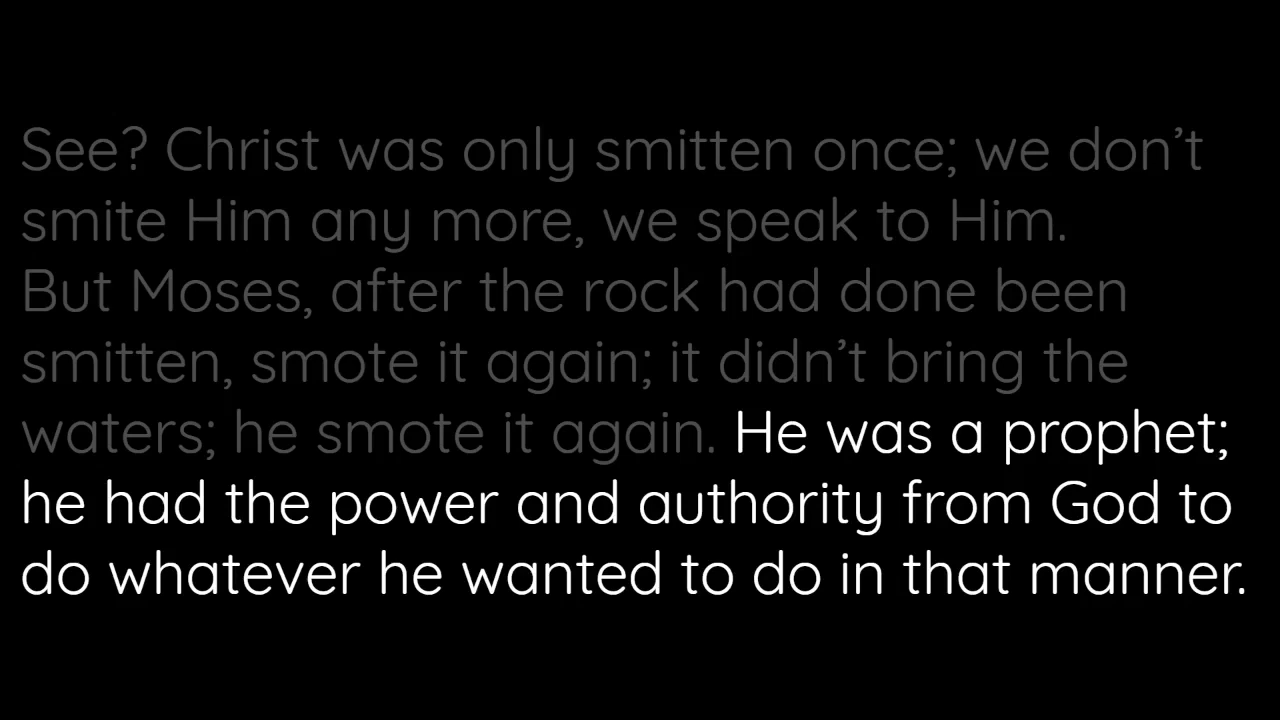 See? Christ was only smitten once; we don’t
smite Him any more, we speak to Him.
But Moses, after the rock had done been
smitten, smote it again; it didn’t bring the
waters; he smote it again. He was a prophet;
he had the power and authority from God to
do whatever he wanted to do in that manner.